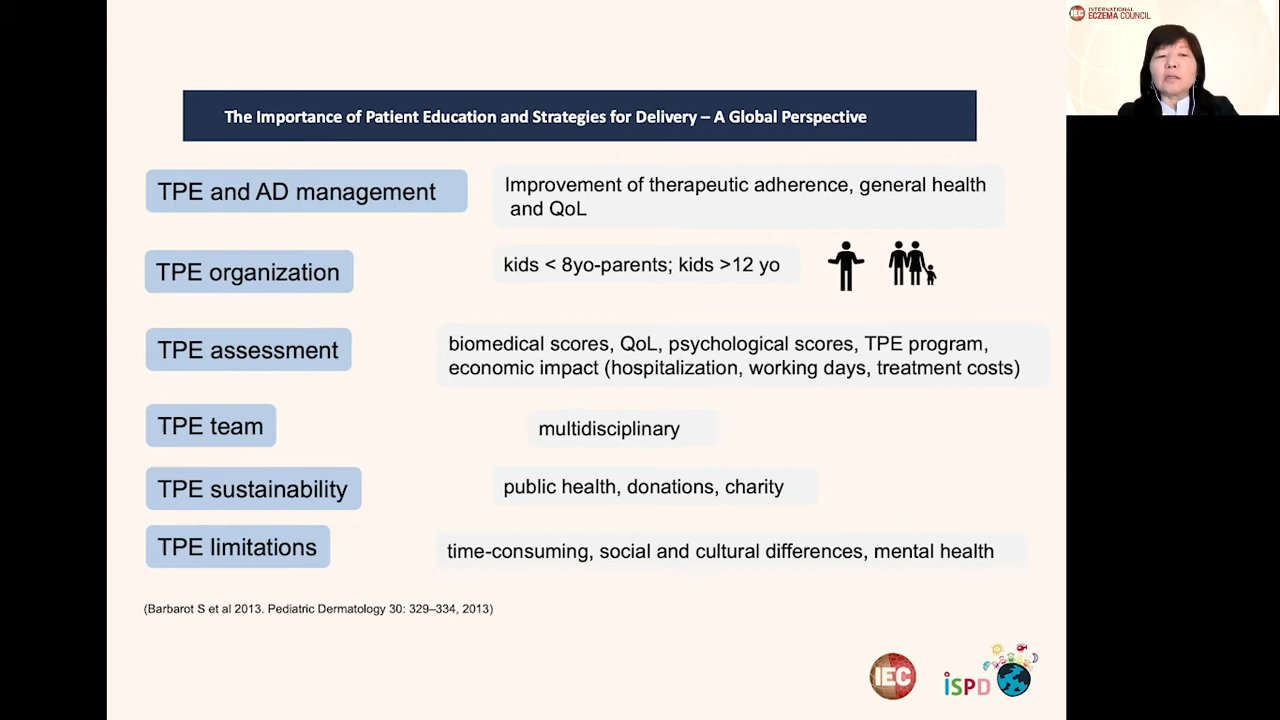 INTERNATIONAL
IEC ECZEMA COUNCIL
The Importance of Patient Education and Strategies for Delivery – A Global Perspective
TPE and AD management
Improvement of therapeutic adherence, general health
and QoL
TPE organization
kids < 8yo-parents; kids >12 yo
TPE assessment
biomedical scores, QoL, psychological scores, TPE program,
economic impact (hospitalization, working days, treatment costs)
TPE team
multidisciplinary
TPE sustainability
public health, donations, charity
TPE limitations
time-consuming, social and cultural differences, mental health
(Barbarot S et al 2013. Pediatric Dermatology 30: 329–334, 2013)
IEC
iSPD